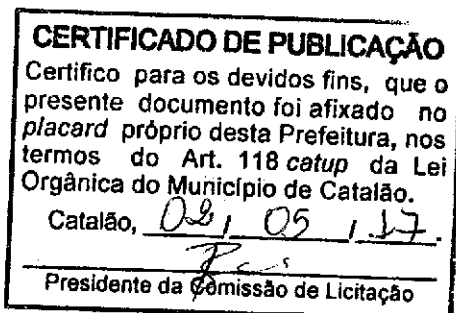 CERTIFICADO DE PUBLICAÇÃO
Certifico para os devidos fins, que o
presente documento foi afixado no
placard próprio desta Prefeitura, nos
termos do Art. 118 catup da Lei
Orgânica do Município de Catalão.
Catalão, 02 / 05 / 17.
Presidente da Comissão de Licitação